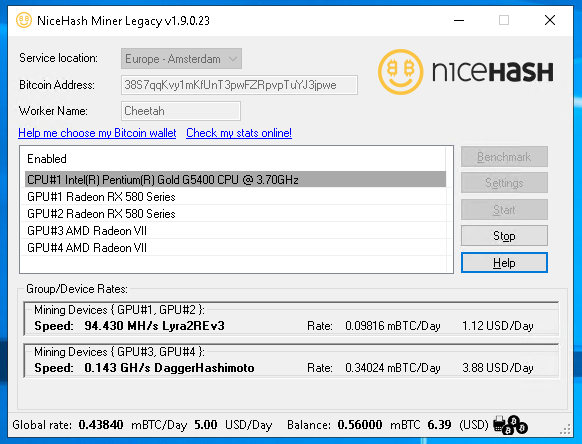 NiceHash Miner Legacy v1.9.0.23
Service location: Europe - Amsterdam
Bitcoin Address: 38S7qqKvy1mKfUnT3pwFZRpvpTuYJ3jpwe
Worker Name: Cheetah
NICEHASH
Help me choose my Bitcoin wallet Check my stats online!
Enabled
CPU#1 Intel(R) Pentium(R) Gold G5400 CPU @ 3.70GHz
GPU#1 Radeon RX 580 Series
GPU#2 Radeon RX 580 Series
GPU#3 AMD Radeon VII
GPU#4 AMD Radeon VII
Benchmark
Settings
Start
Stop
Help
Group/Device Rates:
Mining Devices { GPU#1, GPU#2 }:
Speed: 94.430 MH/s Lyra2REv3 Rate: 0.09816 mBTC/Day 1.12 USD/Day
Mining Devices { GPU#3, GPU#4 }:
Speed: 0.143 GH/s DaggerHashimoto Rate: 0.34024 mBTC/Day 3.88 USD/Day
Global rate: 0.43840 mBTC/Day 5.00 USD/Day Balance: 0.56000 mBTC 6.39 (USD)